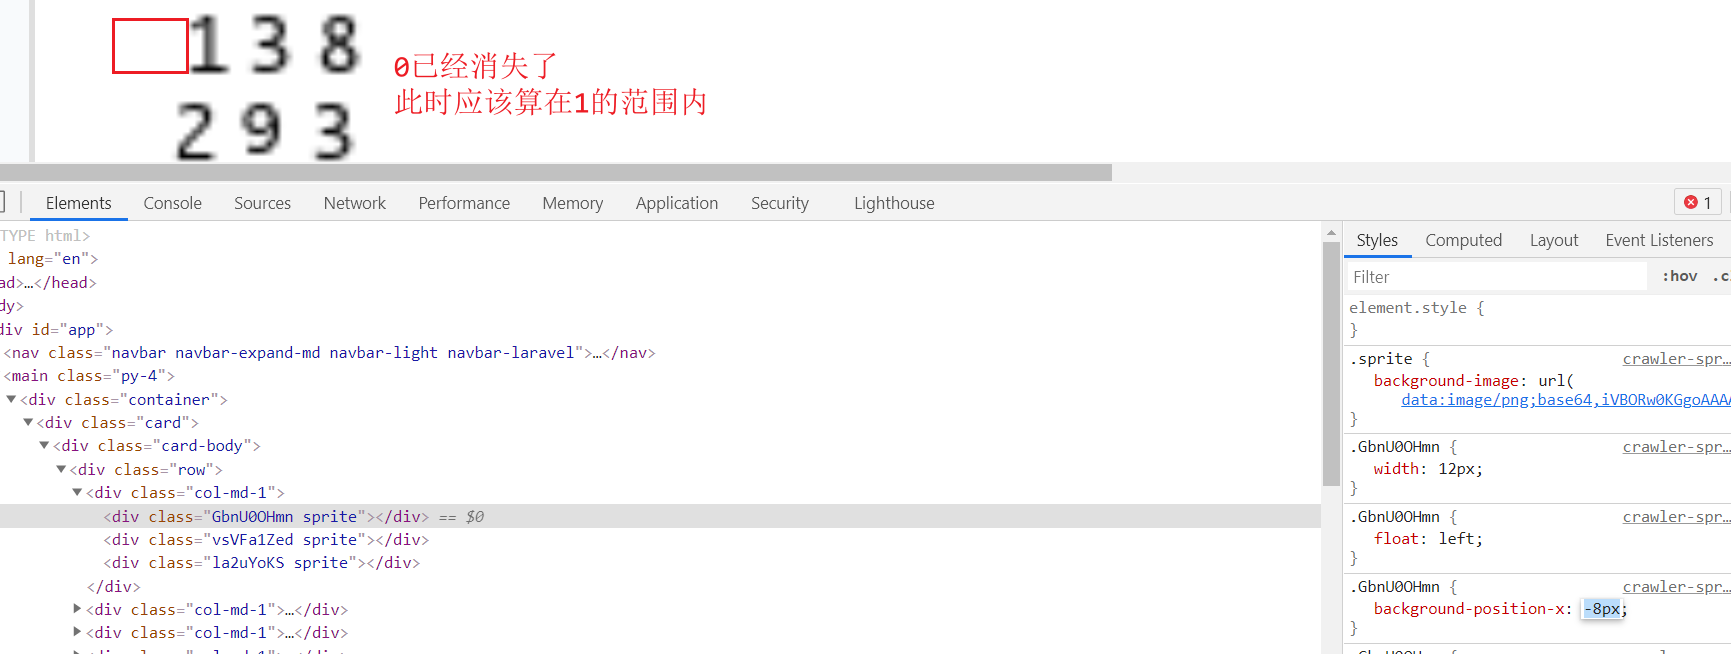 1 3 8
0已经消失了
此时应该算在1的范围内
2 9 3
Elements Console Sources Network Performance Memory Application Security Lighthouse 1
TYPE html>
lang="en">
ad>…</head>
dy>
div id="app">
<nav class="navbar navbar-expand-md navbar-light navbar-laravel">…</nav>
<main class="py-4">
<div class="container">
<div class="card">
<div class="card-body">
<div class="row">
<div class="col-md-1">
<div class="GbnU0OHmn sprite"></div> == $0
<div class="vsVFa1Zed sprite"></div>
<div class="la2uYoKS sprite"></div>
</div>
<div class="col-md-1">…</div>
<div class="col-md-1">…</div>
Styles Computed Layout Event Listeners
Filter :hov .c
element.style {
}
.sprite { crawler-spr…
background-image: url(
data:image/png;base64,iVBORw0KGgoAAAA
}
.GbnU0OHmn { crawler-spr…
width: 12px;
}
.GbnU0OHmn { crawler-spr…
float: left;
}
.GbnU0OHmn { crawler-spr…
background-position-x: -8px;
}